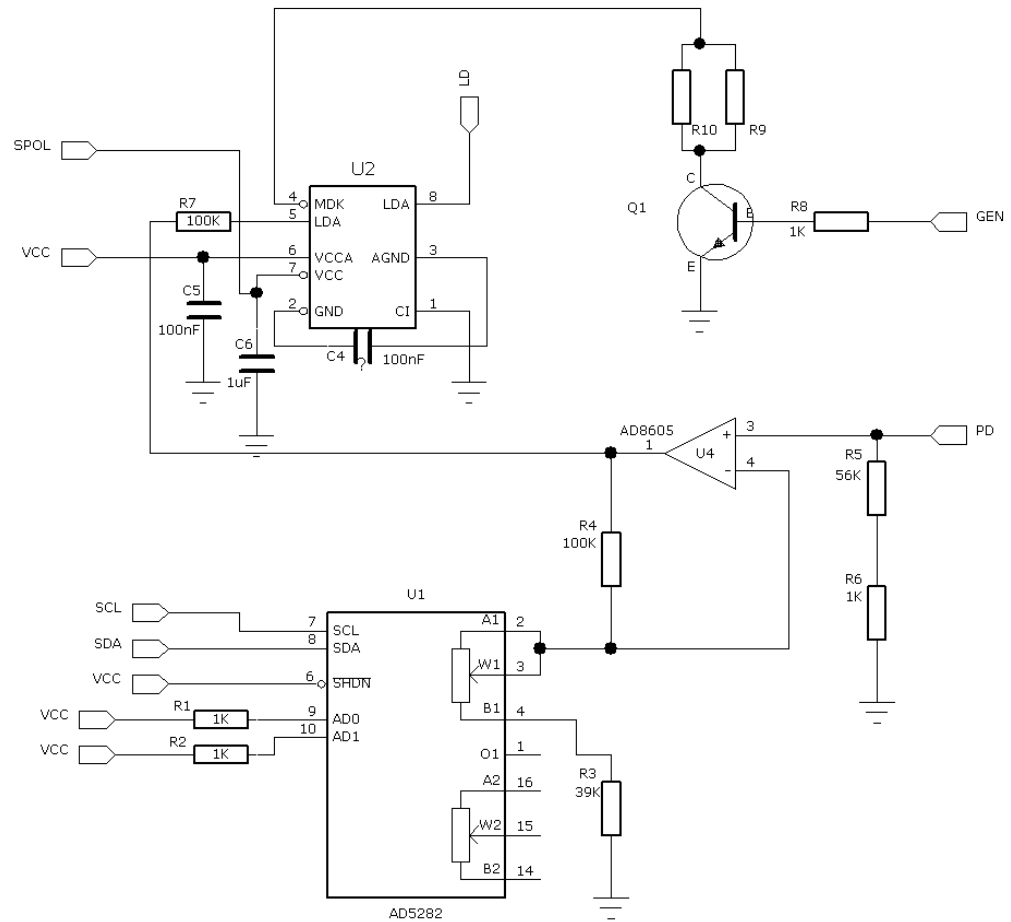 LD
R10
R9
SPOL
U2
C
Q1
B
R8
1K
GEN
E
4
MDK
LDA
8
5
LDA
R7
100K
VCC
6
VCCA
AGND
3
7
VCC
2
GND
CI
1
C5
100nF
C6
1uF
C4
?
100nF
AD8605
1
U4
+
-
3
4
PD
R5
56K
R4
100K
R6
1K
U1
SCL
7
SCL
SDA
8
SDA
VCC
6
SHDN
VCC
R1
1K
9
AD0
VCC
R2
1K
10
AD1
A1
2
W1
3
B1
4
O1
1
A2
16
W2
15
B2
14
R3
39K
AD5282